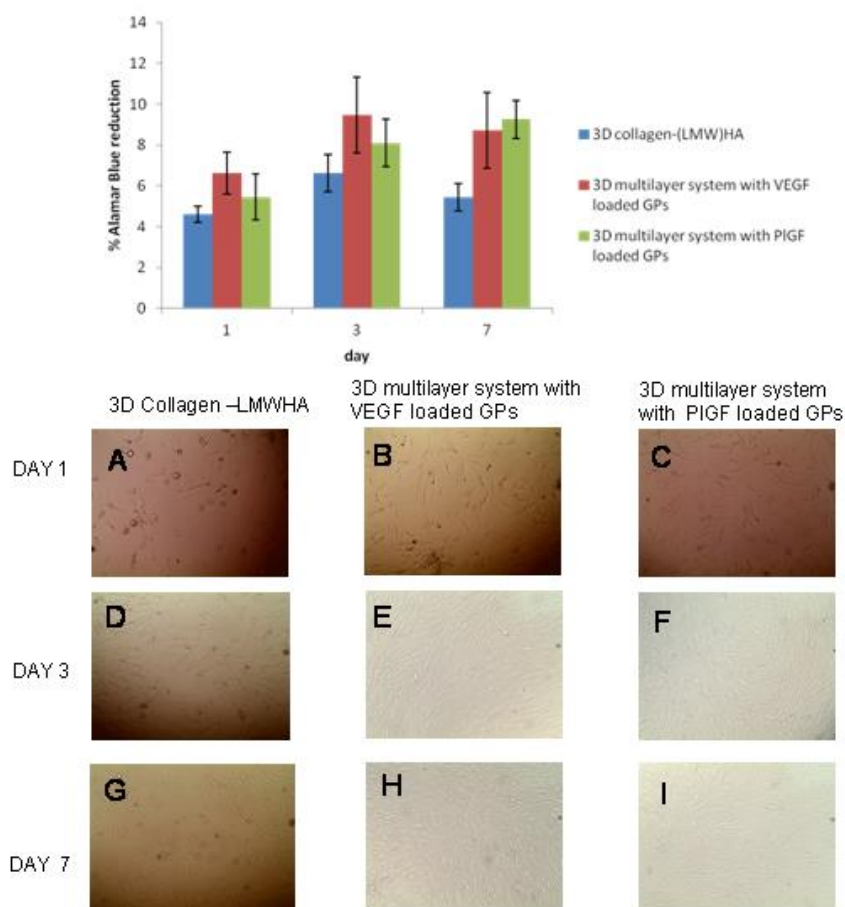 14
12
10
8
6
4
2
0
% Alamar Blue reduction
1 3 7
day
3D collagen-(LMW)HA
3D multilayer system with VEGF
loaded GPs
3D multilayer system with PlGF
loaded GPs
3D Collagen –LMWHA
3D multilayer system with
VEGF loaded GPs
3D multilayer system
with PlGF loaded GPs
DAY 1
A B C
DAY 3
D E F
DAY 7
G H I